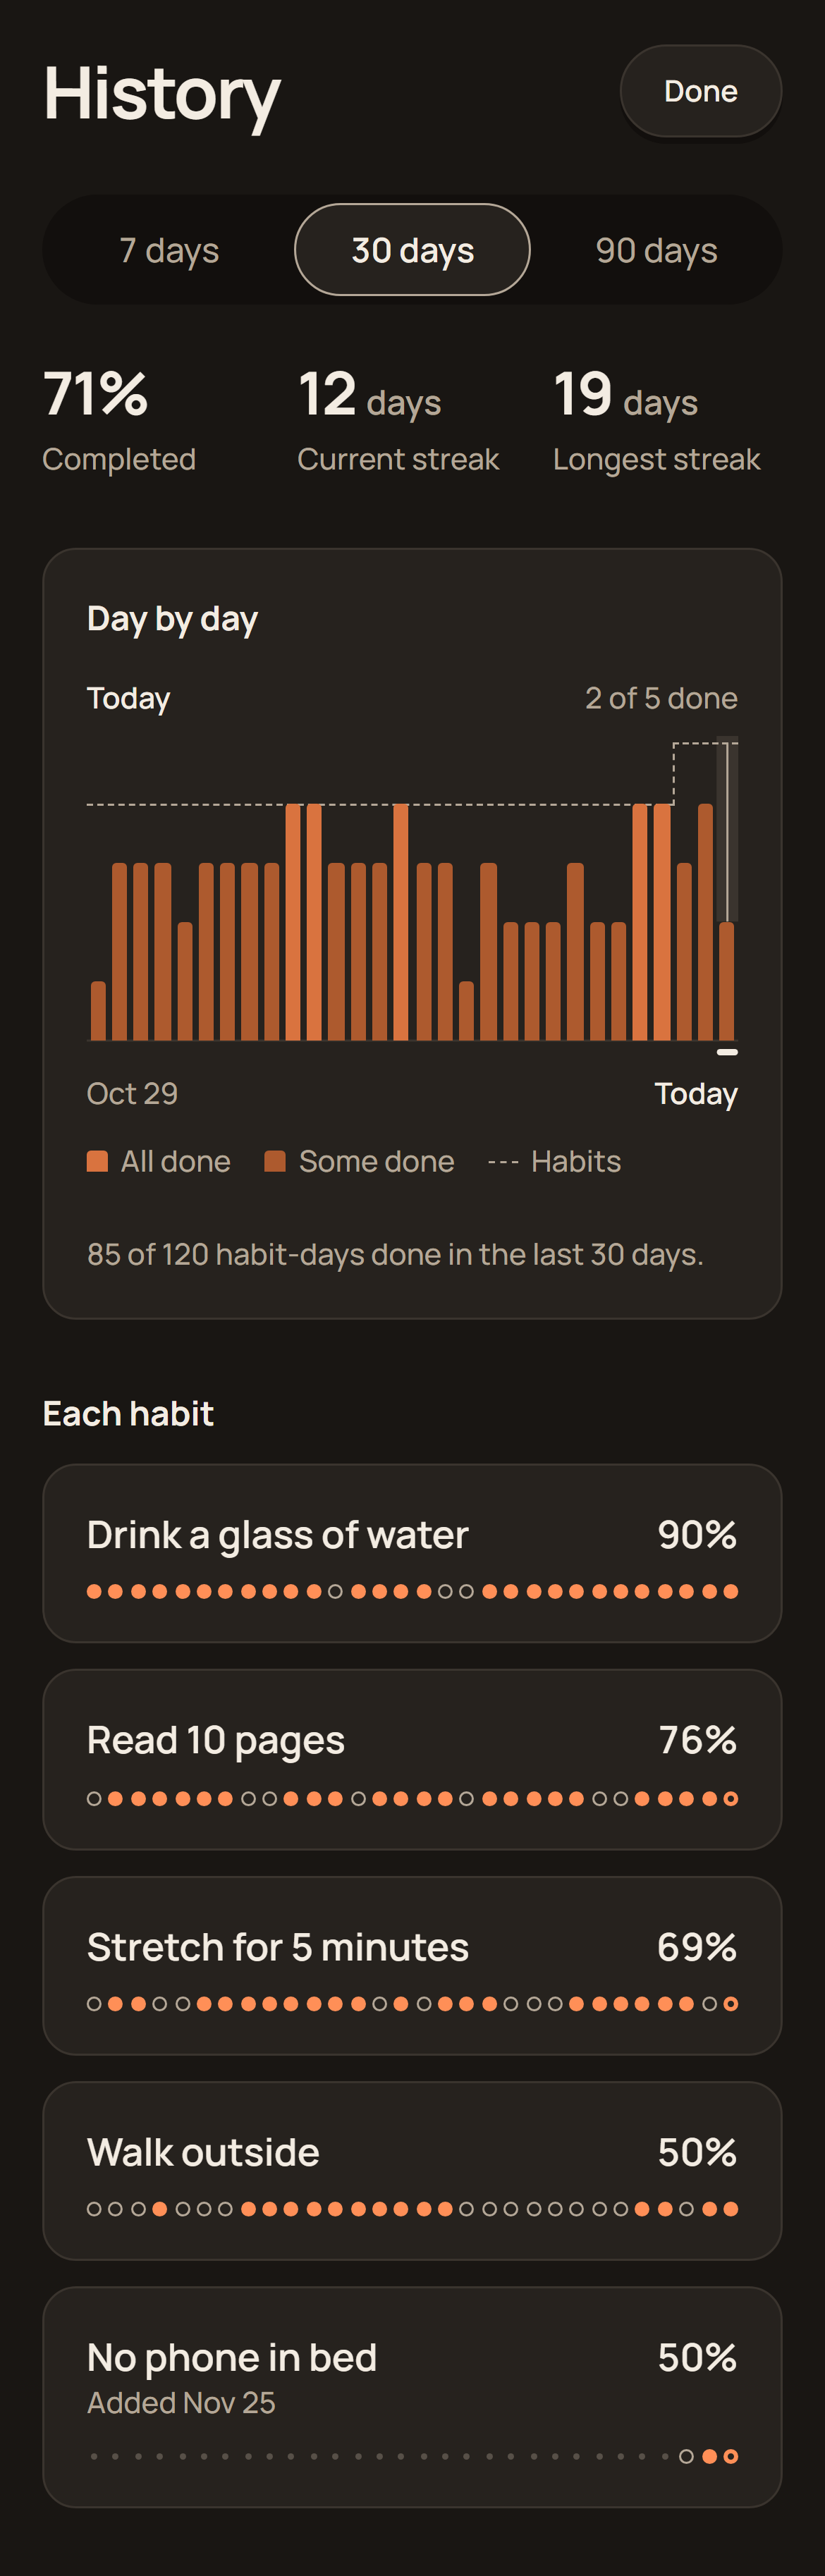 History
Done
7 days
30 days
90 days
71%
Completed
12 days
Current streak
19 days
Longest streak
Day by day
Today
2 of 5 done
Oct 29
Today
All done
Some done
Habits
85 of 120 habit-days done in the last 30 days.
Each habit
Drink a glass of water
90%
Read 10 pages
76%
Stretch for 5 minutes
69%
Walk outside
50%
No phone in bed
50%
Added Nov 25